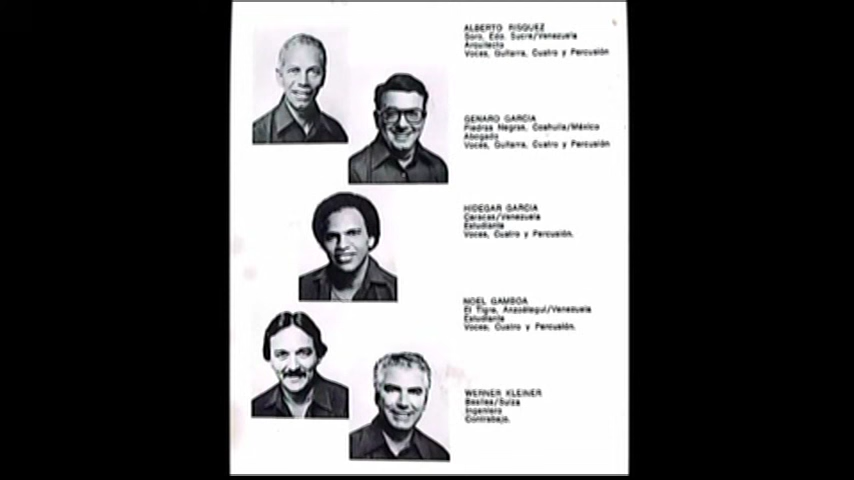 ALBERTO RISQUEZ
Soro, Edo. Sucre/Venezuela
Arquitecto
Voces, Guitarra, Cuatro y Percusión
GENARO GARCIA
Piedras Negras, Coahuila/México
Abogado
Voces, Guitarra, Cuatro y Percusión
HIDEGAR GARCIA
Caracas/Venezuela
Estudiante
Voces, Cuatro y Percusión.
NOEL GAMBOA
El Tigre, Anzoátegui/Venezuela
Estudiante
Voces, Cuatro y Percusión.
WERNER KLEINER
Basilea/Suiza
Ingeniero
Contrabajo.